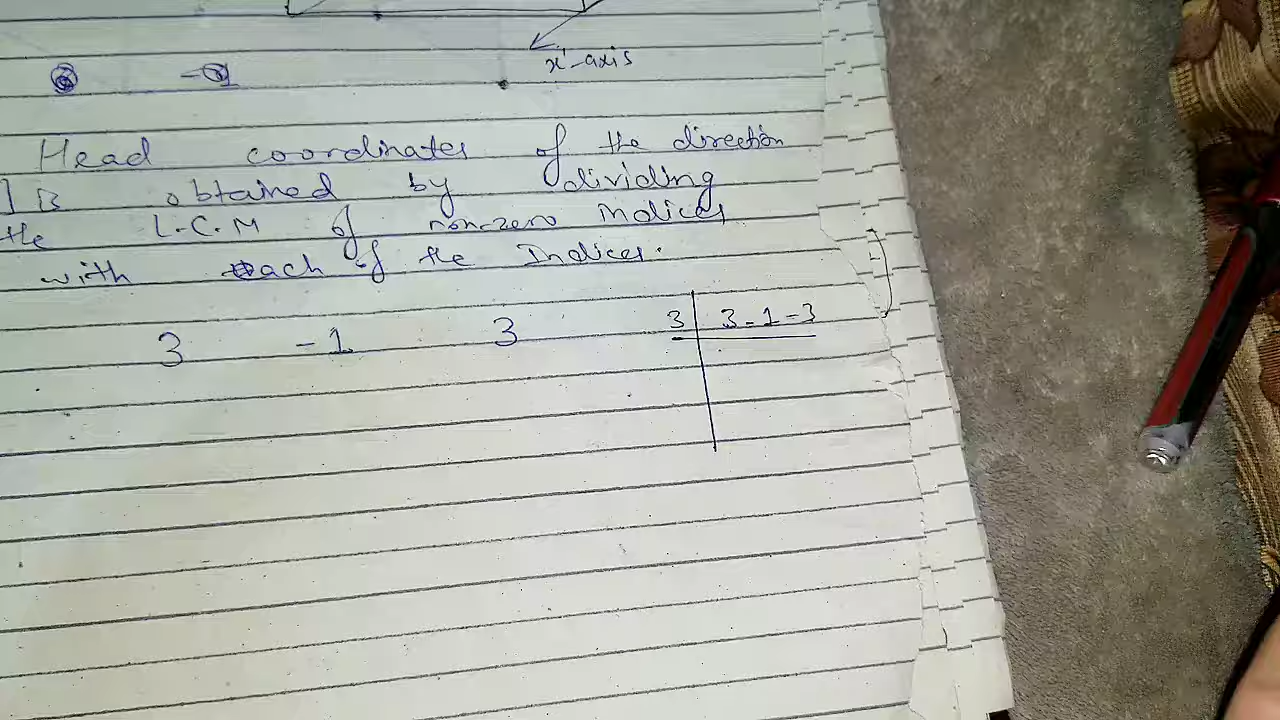 x-axis
-1
Head coordinates of the direction
] is obtained by dividing
the L.C.M of non-zero indices
with each of the Indices.
3 -1 3
3 3-1-3